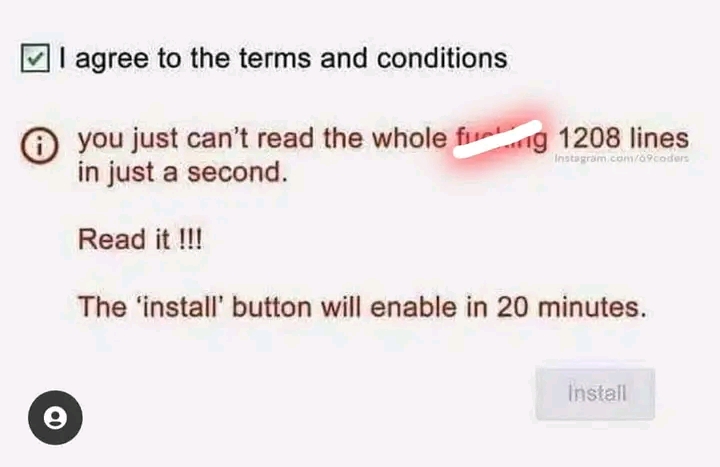 I agree to the terms and conditions
you just can't read the whole 1208 lines
Instagram.com/69coders
in just a second.
Read it !!!
The 'install' button will enable in 20 minutes.
Install